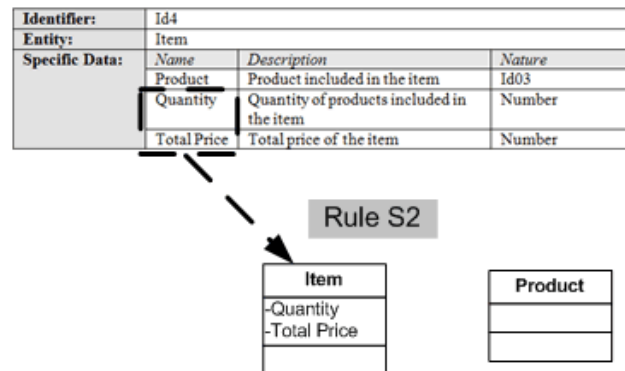 Identifier: Id4
Entity: Item
Specific Data: Name Description Nature
Product Product included in the item Id03
Quantity Quantity of products included in Number
the item
Total Price Total price of the item Number
Rule S2
Item
-Quantity
-Total Price
Product